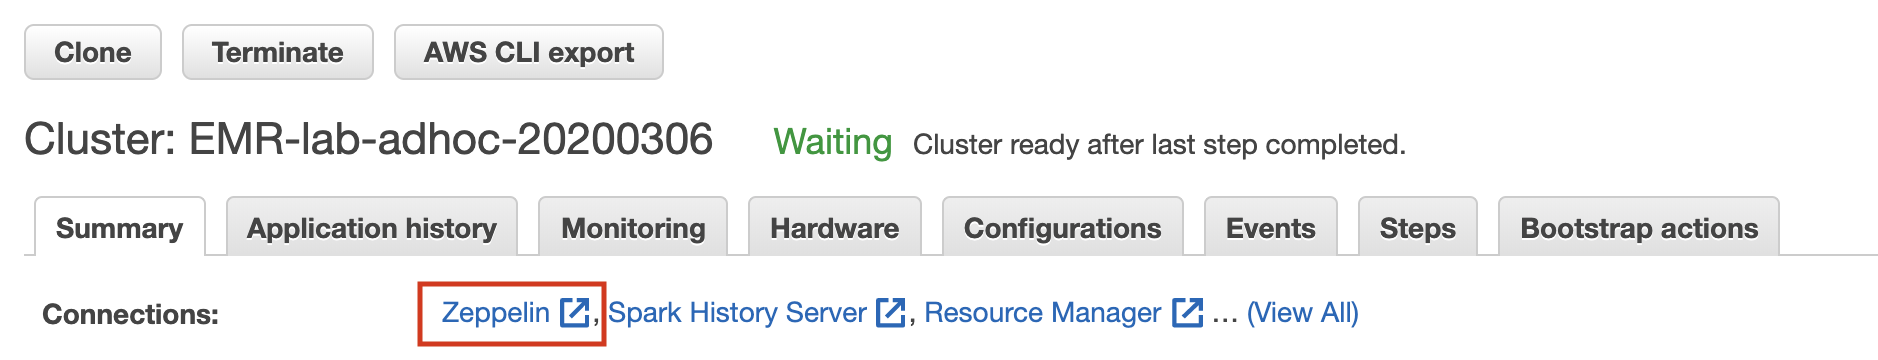 Clone Terminate AWS CLI export
Cluster: EMR-lab-adhoc-20200306 Waiting Cluster ready after last step completed.
Summary Application history Monitoring Hardware Configurations Events Steps Bootstrap actions
Connections: Zeppelin , Spark History Server , Resource Manager ... (View All)